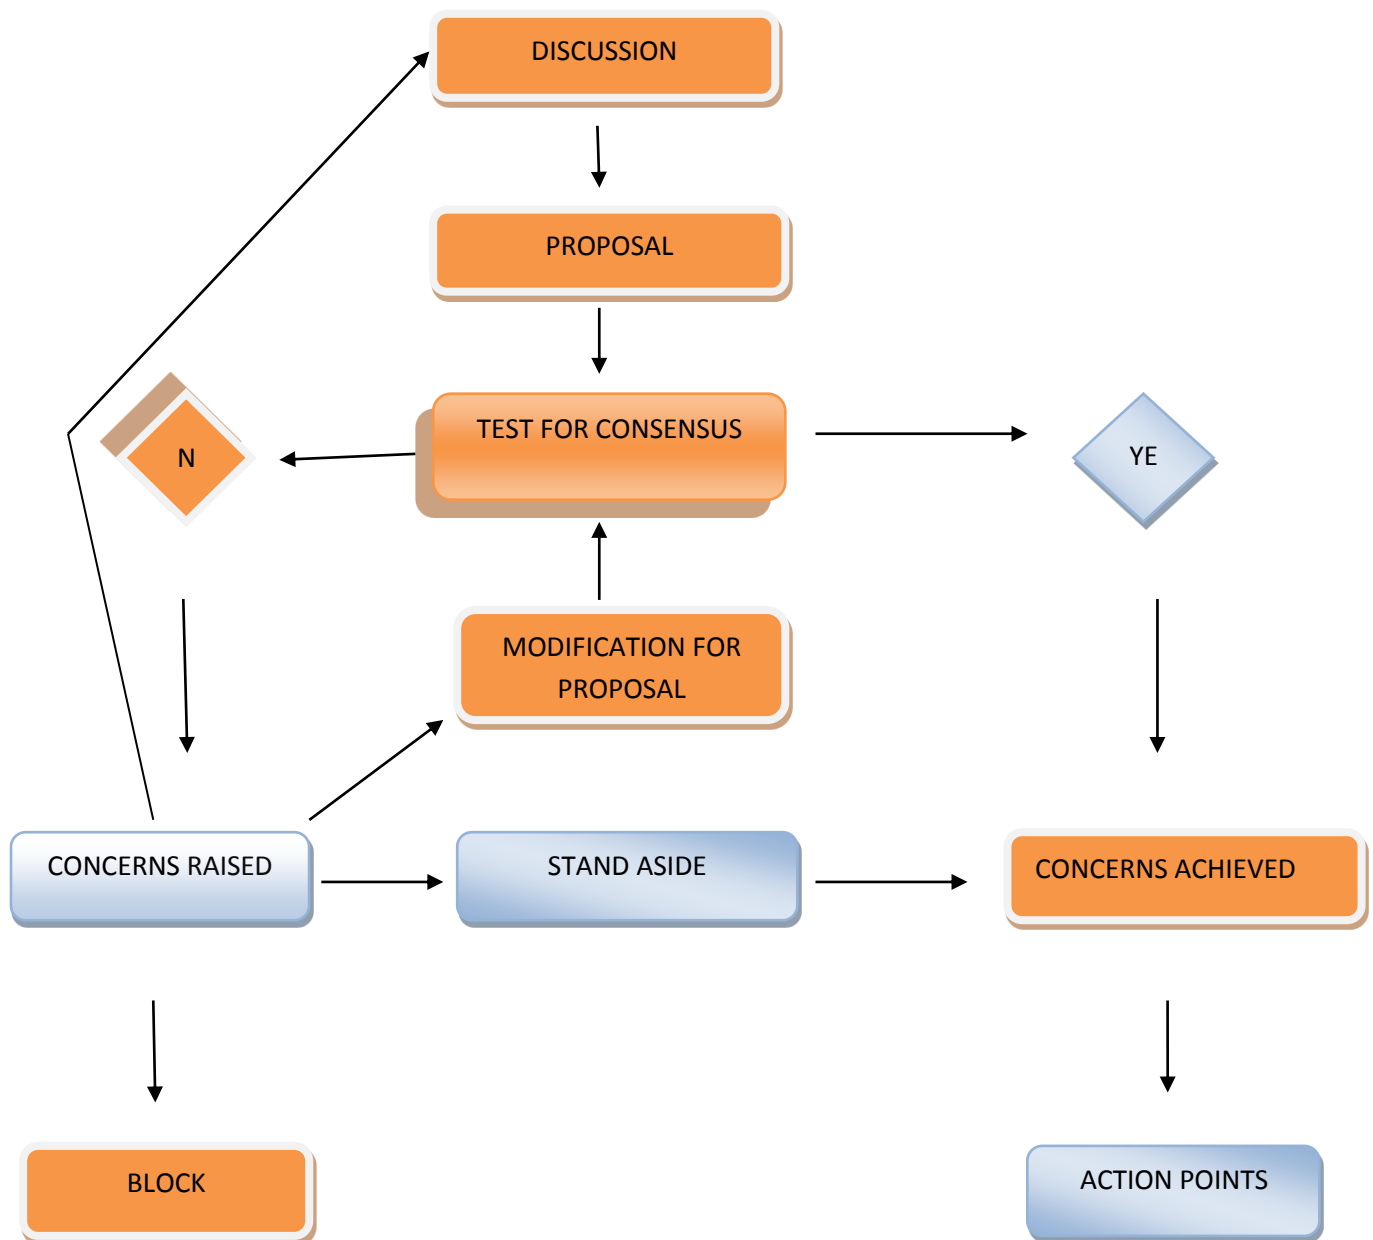 DISCUSSION
PROPOSAL
TEST FOR CONSENSUS
N
YE
MODIFICATION FOR
PROPOSAL
CONCERNS RAISED
STAND ASIDE
CONCERNS ACHIEVED
BLOCK
ACTION POINTS